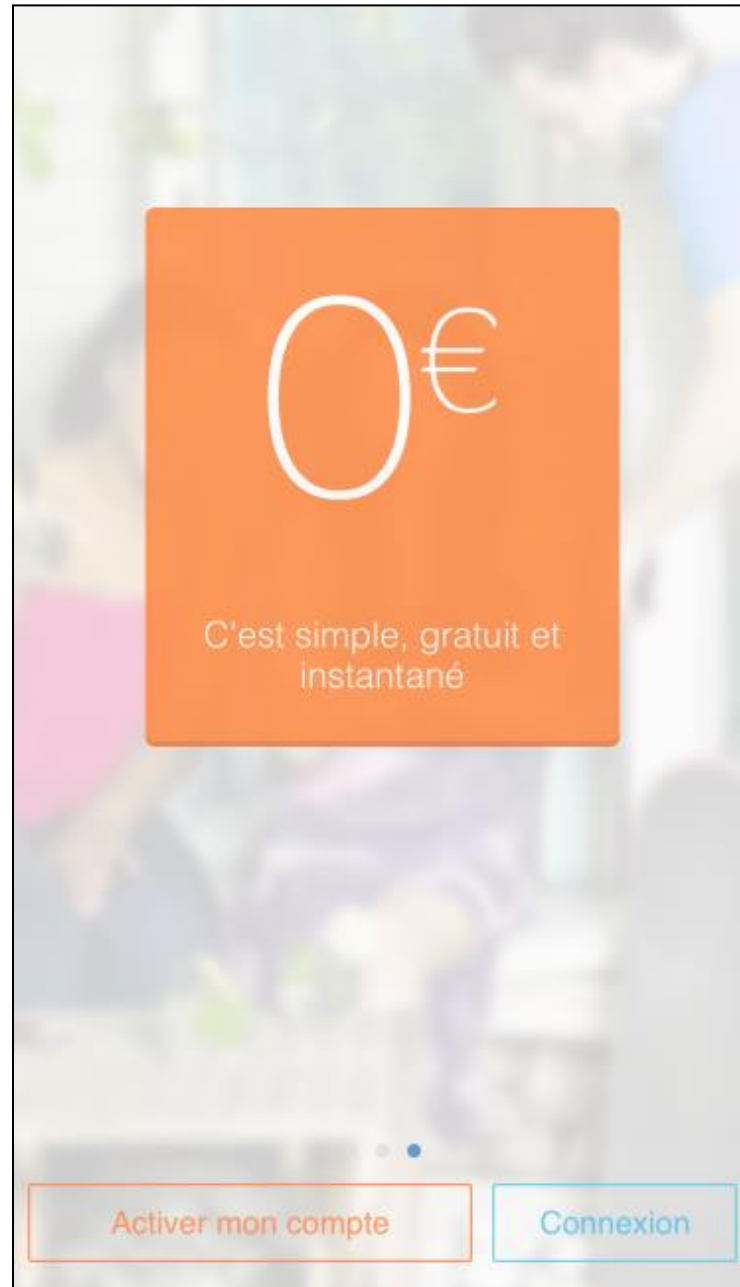 0€
C'est simple, gratuit et
instantané
Activer mon compte
Connexion